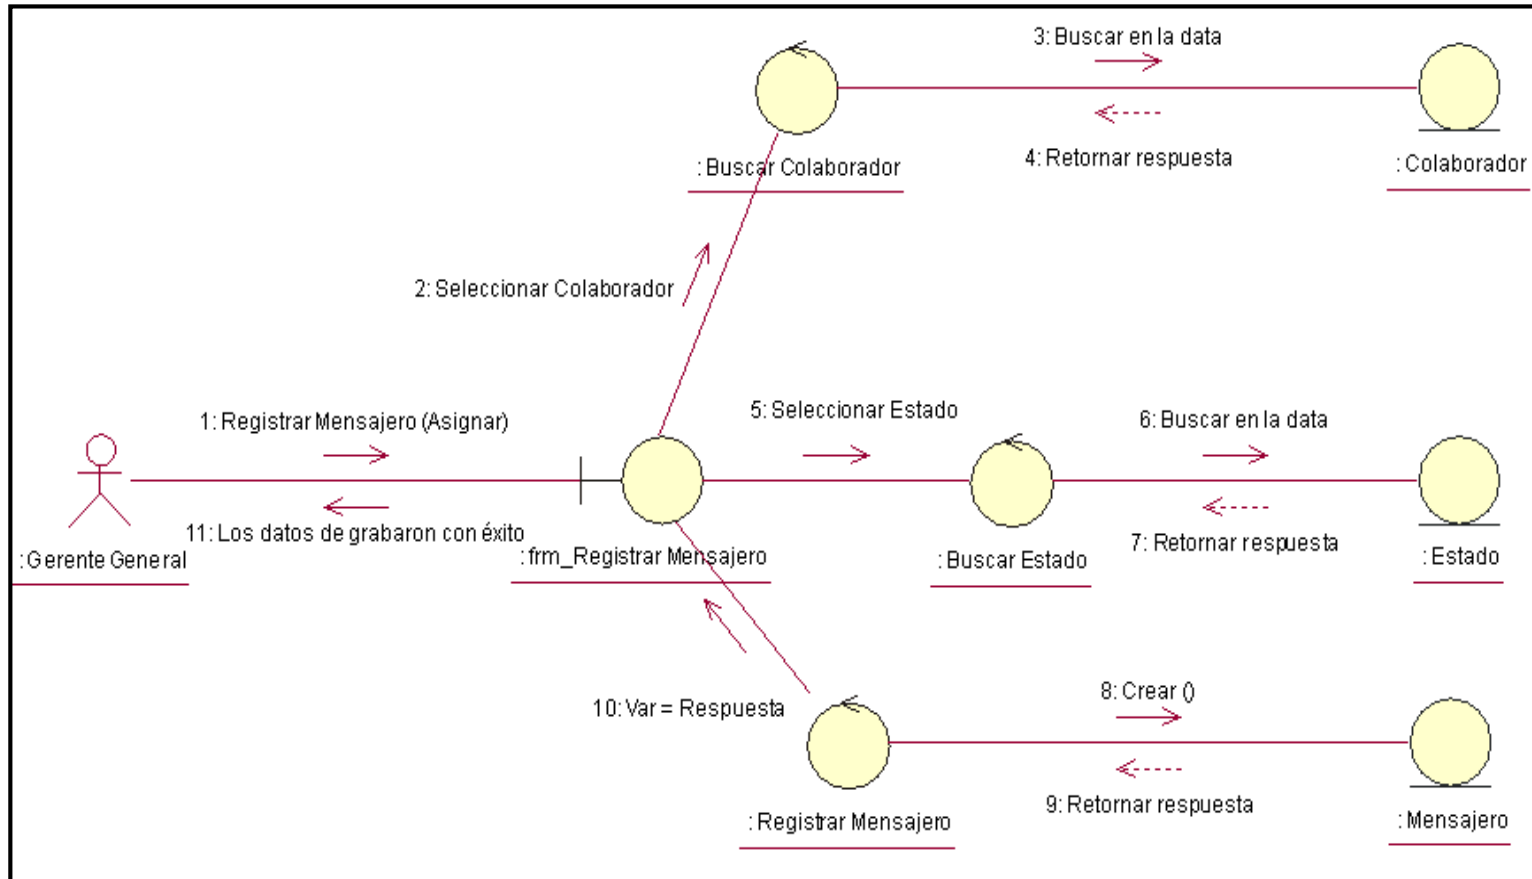 3: Buscar en la data
: Buscar Colaborador
4: Retornar respuesta
: Colaborador
2: Seleccionar Colaborador
1: Registrar Mensajero (Asignar)
5: Seleccionar Estado
6: Buscar en la data
11: Los datos de grabaron con éxito
7: Retornar respuesta
: Gerente General
: frm_Registrar Mensajero
: Buscar Estado
: Estado
10: Var = Respuesta
8: Crear ()
9: Retornar respuesta
: Registrar Mensajero
: Mensajero